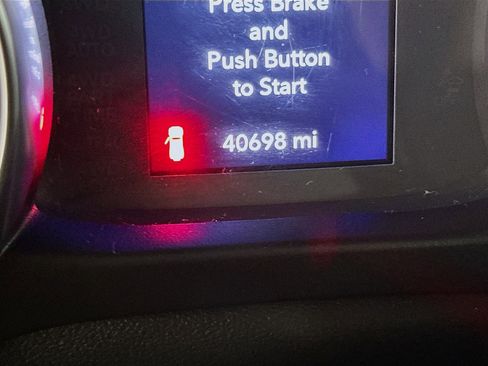 Press Brake
and
Push Button
to Start
40698 mi